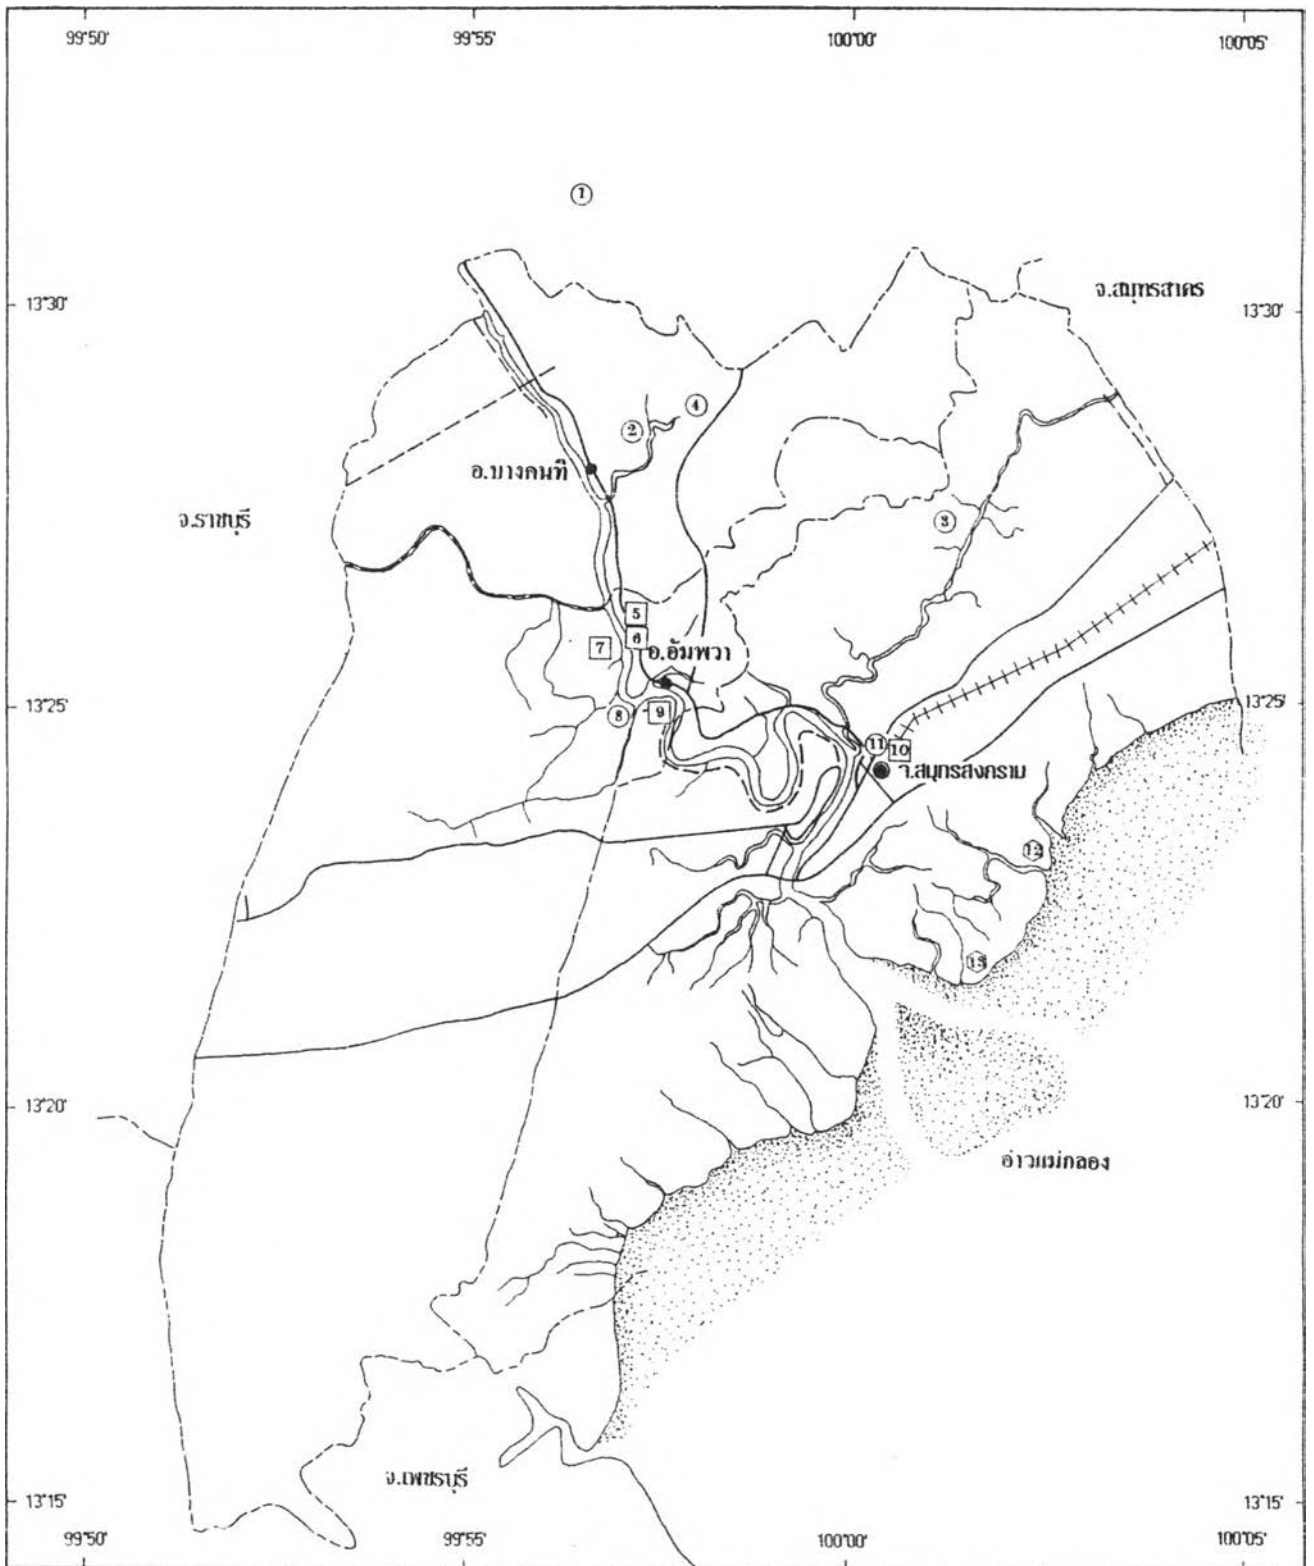 99°50' 99°55' 100°00' 100°05'
1
13°30' จ.สมุทรสาคร 13°30'
4
2
อ.บางคนที
จ.ราชบุรี 3
5
6
7 อ.อัมพวา
13°25' 8 9 13°25'
11 10
จ.สมุทรสงคราม
12
13
13°20' 13°20'
อ่าวแม่กลอง
จ.เพชรบุรี
13°15' 13°15'
99°50' 99°55' 100°00' 100°05'